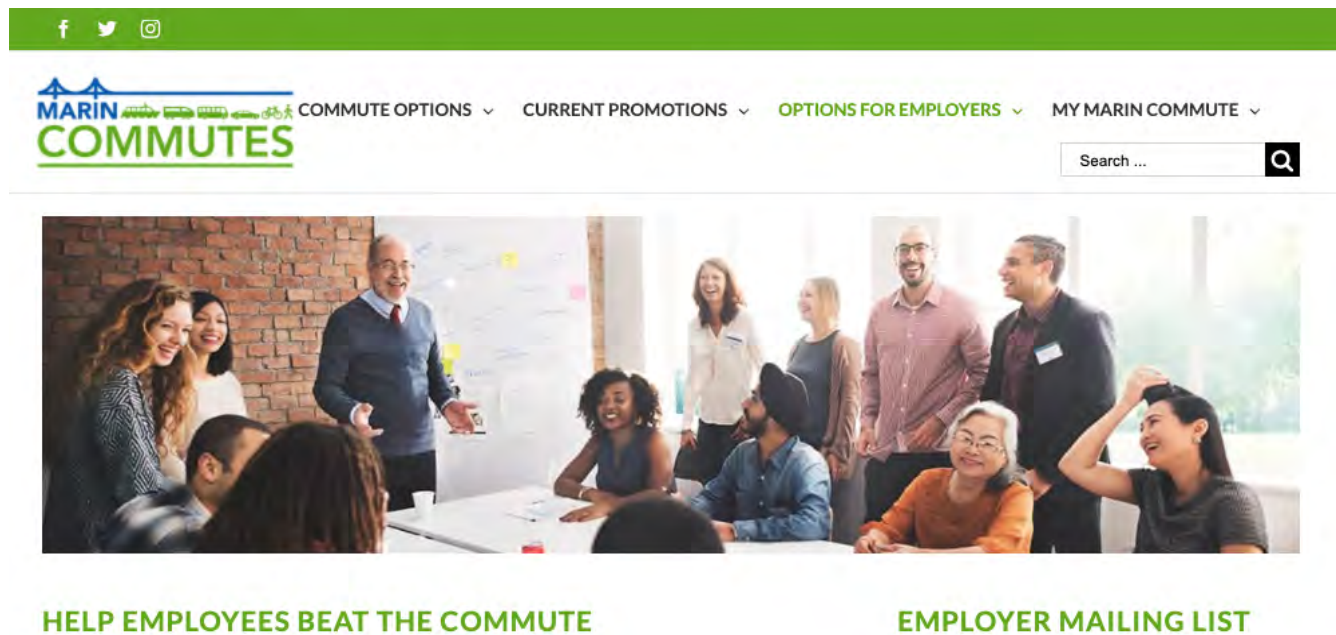 MARIN
COMMUTES
COMMUTE OPTIONS
CURRENT PROMOTIONS
OPTIONS FOR EMPLOYERS
MY MARIN COMMUTE
Search ...
HELP EMPLOYEES BEAT THE COMMUTE
EMPLOYER MAILING LIST